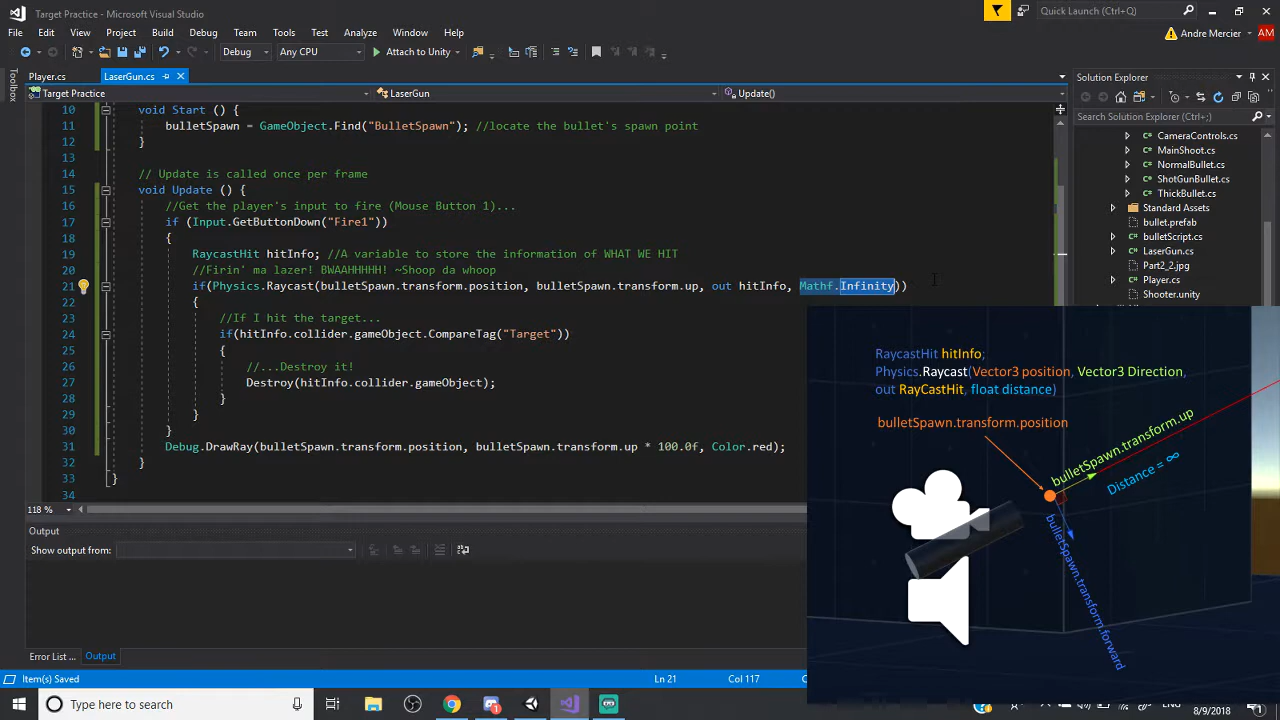 Target Practice - Microsoft Visual Studio
Quick Launch (Ctrl+Q)
File Edit View Project Build Debug Team Tools Test Analyze Window Help
Andre Mercier
AM
Debug Any CPU Attach to Unity
Toolbox
Player.cs LaserGun.cs
Solution Explorer
Target Practice LaserGun Update()
Search Solution Explorer (Ctrl+;)
10 void Start () {
11 bulletSpawn = GameObject.Find("BulletSpawn"); //locate the bullet's spawn point
12 }
13
14 // Update is called once per frame
15 void Update () {
16 //Get the player's input to fire (Mouse Button 1)...
17 if (Input.GetButtonDown("Fire1"))
18 {
19 RaycastHit hitInfo; //A variable to store the information of WHAT WE HIT
20 //Firin' ma lazer! BWAAHHHHH! ~Shoop da whoop
21 if(Physics.Raycast(bulletSpawn.transform.position, bulletSpawn.transform.up, out hitInfo, Mathf.Infinity))
22 {
23 //If I hit the target...
24 if(hitInfo.collider.gameObject.CompareTag("Target"))
25 {
26 //...Destroy it!
27 Destroy(hitInfo.collider.gameObject);
28 }
29 }
30 }
31 Debug.DrawRay(bulletSpawn.transform.position, bulletSpawn.transform.up * 100.0f, Color.red);
32 }
33 }
34
CameraControls.cs
MainShoot.cs
NormalBullet.cs
ShotGunBullet.cs
ThickBullet.cs
Standard Assets
bullet.prefab
bulletScript.cs
LaserGun.cs
Part2_2.jpg
Player.cs
Shooter.unity
RaycastHit hitInfo;
Physics.Raycast(Vector3 position, Vector3 Direction,
out RayCastHit, float distance)
bulletSpawn.transform.position
bulletSpawn.transform.up
Distance = ∞
bulletSpawn.transform.forward
118 %
Output
Show output from:
Error List ... Output
Item(s) Saved
Ln 21
Col 117
Type here to search
8/9/2018